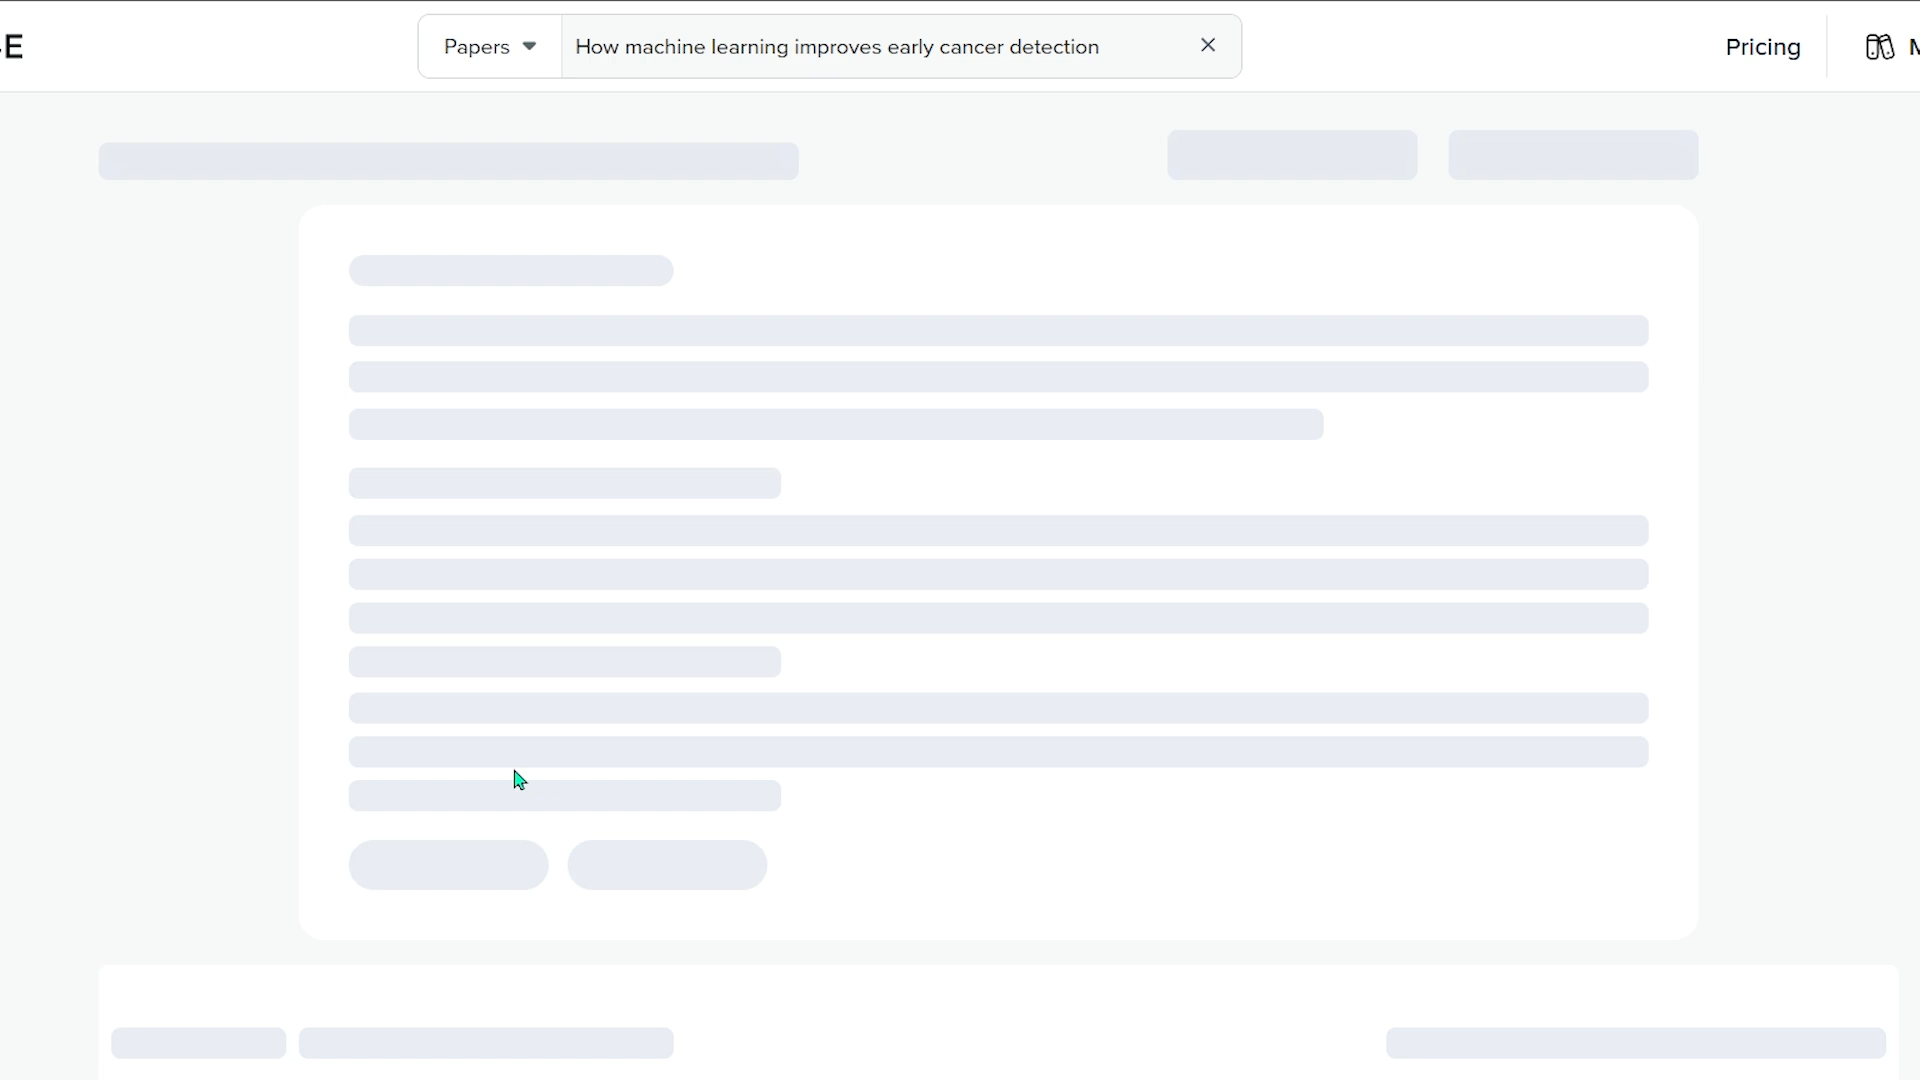 E
Papers
How machine learning improves early cancer detection
Pricing